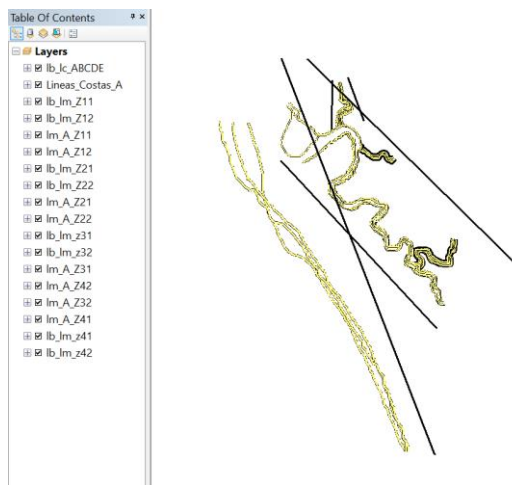 Table Of Contents
Layers
lb_lc_ABCDE
Lineas_Costas_A
lb_lm_Z11
lb_lm_Z12
lm_A_Z11
lm_A_Z12
lb_lm_Z21
lb_lm_Z22
lm_A_Z21
lm_A_Z22
lb_lm_z31
lb_lm_z32
lm_A_Z31
lm_A_Z42
lm_A_Z32
lm_A_Z41
lb_lm_z41
lb_lm_z42